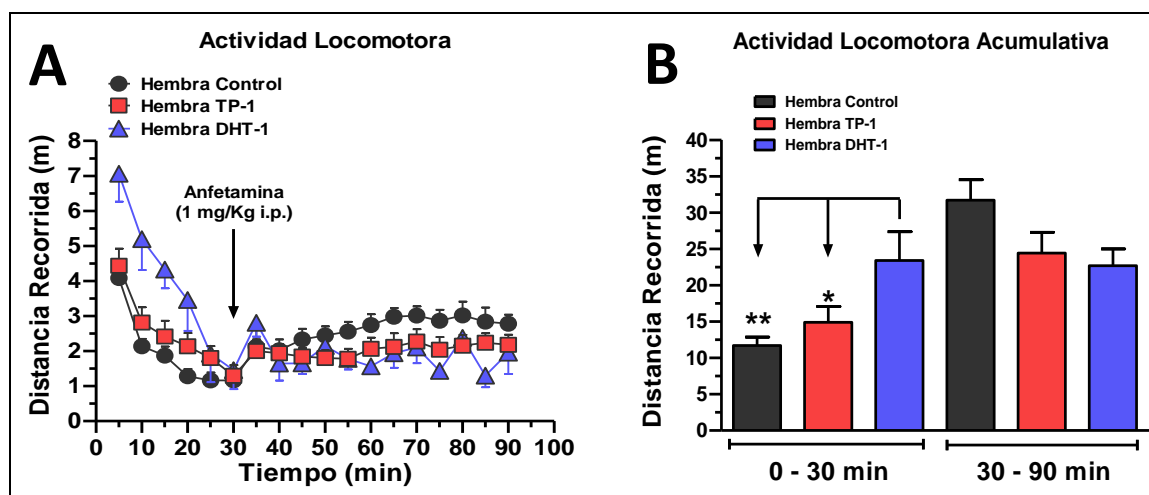 A
Actividad Locomotora
Hembra Control
Hembra TP-1
Hembra DHT-1
Distancia Recorrida (m)
8
7
6
5
4
3
2
1
0
Anfetamina
(1 mg/Kg i.p.)
0 10 20 30 40 50 60 70 80 90 100
Tiempo (min)
B
Actividad Locomotora Acumulativa
Hembra Control
Hembra TP-1
Hembra DHT-1
Distancia Recorrida (m)
40
35
30
25
20
15
10
5
0
**
*
0 - 30 min
30 - 90 min